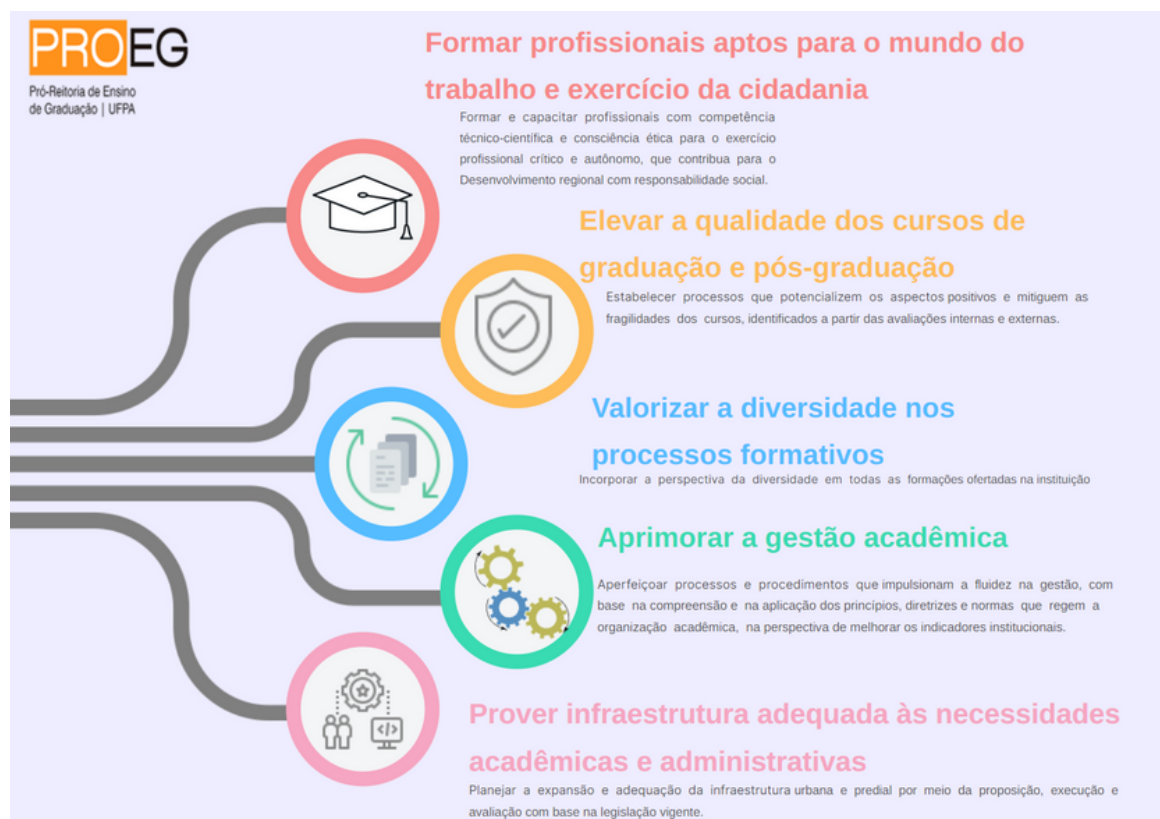 PROEG
Pró-Reitoria de Ensino
de Graduação | UFPA
Formar profissionais aptos para o mundo do
trabalho e exercício da cidadania
Formar e capacitar profissionais com competência
técnico-científica e consciência ética para o exercício
profissional crítico e autônomo, que contribua para o
Desenvolvimento regional com responsabilidade social.
Elevar a qualidade dos cursos de
graduação e pós-graduação
Estabelecer processos que potencializem os aspectos positivos e mitiguem as
fragilidades dos cursos, identificados a partir das avaliações internas e externas.
Valorizar a diversidade nos
processos formativos
Incorporar a perspectiva da diversidade em todas as formações ofertadas na instituição
Aprimorar a gestão acadêmica
Aperfeiçoar processos e procedimentos que impulsionam a fluidez na gestão, com
base na compreensão e na aplicação dos princípios, diretrizes e normas que regem a
organização acadêmica, na perspectiva de melhorar os indicadores institucionais.
</> 
Prover infraestrutura adequada às necessidades
acadêmicas e administrativas
Planejar a expansão e adequação da infraestrutura urbana e predial por meio da proposição, execução e
avaliação com base na legislação vigente.